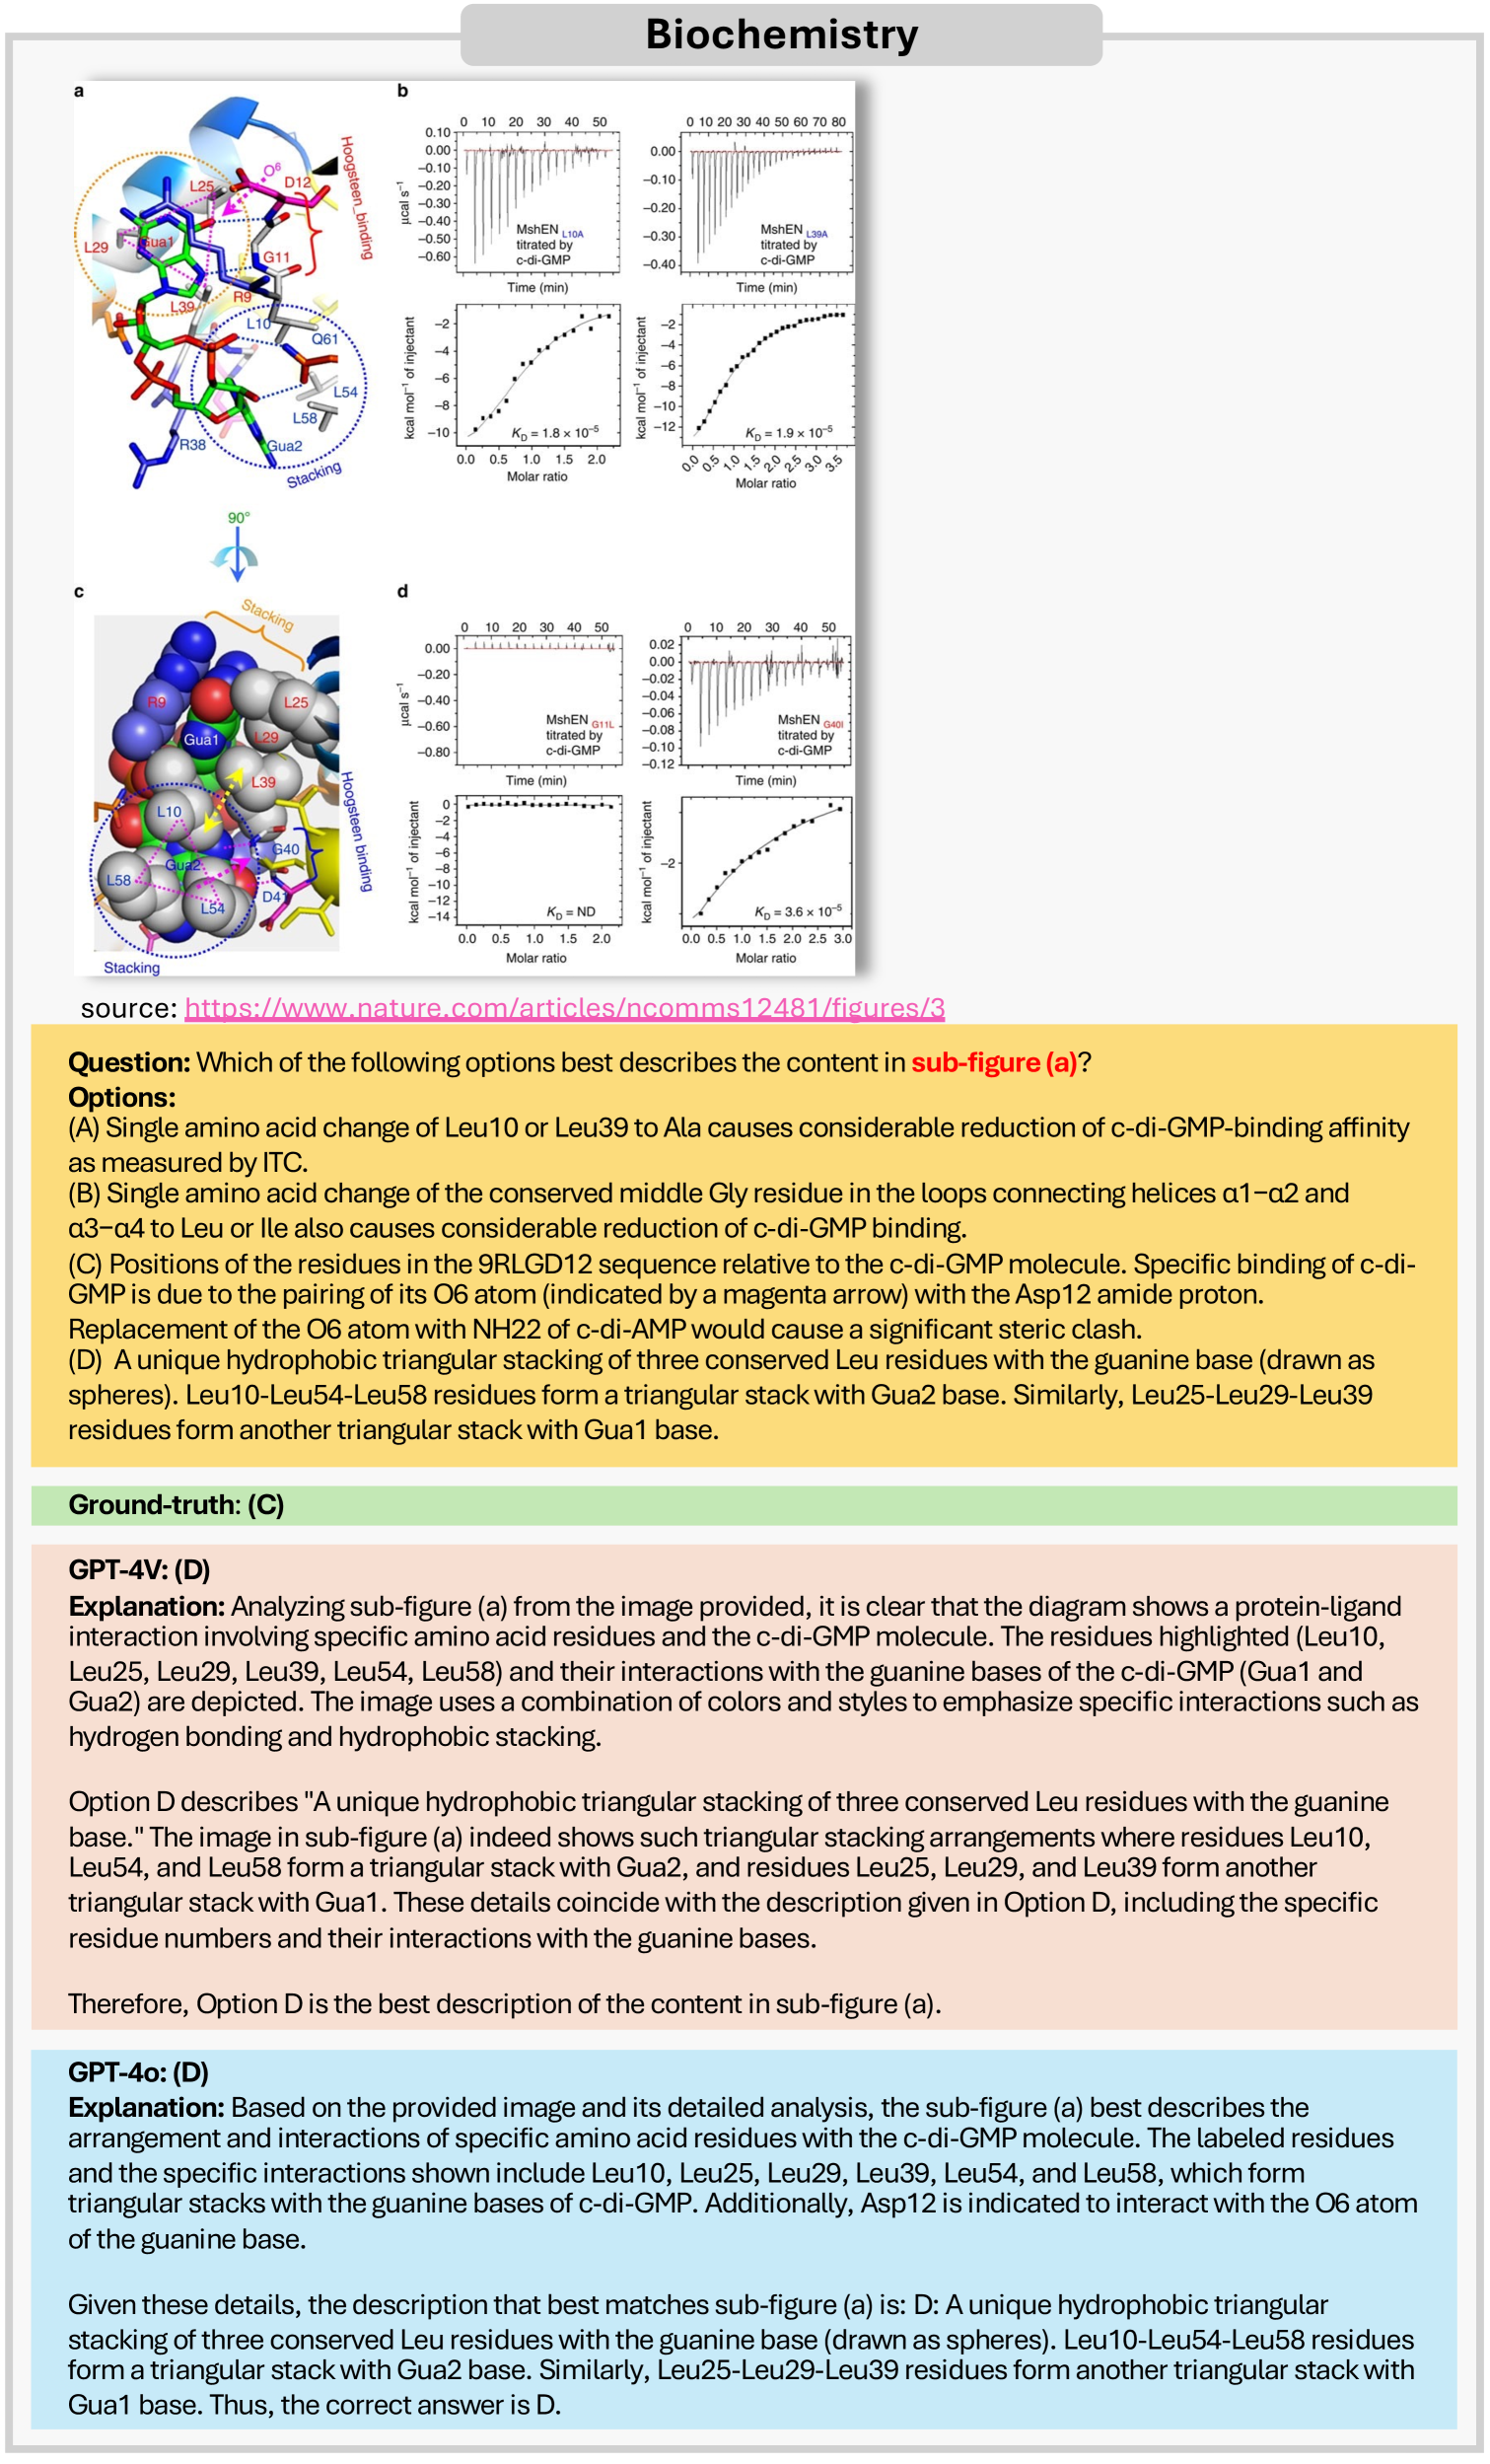 Biochemistry
a
L25
O⁶
D12
Hoogsteen_binding
L29
Gua1
G11
L39
R9
L10
Q61
L54
L58
R38
Gua2
Stacking
90°
b
0 10 20 30 40 50
0.10
0.00
−0.10
−0.20
−0.30
−0.40
−0.50
−0.60
µcal s⁻¹
MshEN L10A
titrated by
c-di-GMP
Time (min)
−2
−4
−6
−8
−10
kcal mol⁻¹ of injectant
K_D = 1.8 × 10⁻⁵
0.0 0.5 1.0 1.5 2.0
Molar ratio
0 10 20 30 40 50 60 70 80
0.00
−0.10
−0.20
−0.30
−0.40
MshEN L39A
titrated by
c-di-GMP
Time (min)
−2
−4
−6
−8
−10
−12
kcal mol⁻¹ of injectant
K_D = 1.9 × 10⁻⁵
0.0 0.5 1.0 1.5 2.0 2.5 3.0 3.5
Molar ratio
c
Stacking
R9
L25
Gua1
L29
L39
L10
G40
Gua2
L58
L54
D41
Hoogsteen binding
Stacking
d
0 10 20 30 40 50
0.00
−0.20
−0.40
−0.60
−0.80
µcal s⁻¹
MshEN G11L
titrated by
c-di-GMP
Time (min)
0
−2
−4
−6
−8
−10
−12
−14
kcal mol⁻¹ of injectant
K_D = ND
0.0 0.5 1.0 1.5 2.0
Molar ratio
0 10 20 30 40 50
0.02
0.00
−0.02
−0.04
−0.06
−0.08
−0.10
−0.12
MshEN G40I
titrated by
c-di-GMP
Time (min)
−2
kcal mol⁻¹ of injectant
K_D = 3.6 × 10⁻⁵
0.0 0.5 1.0 1.5 2.0 2.5 3.0
Molar ratio
source: https://www.nature.com/articles/ncomms12481/figures/3
Question: Which of the following options best describes the content in sub-figure (a)?
Options:
(A) Single amino acid change of Leu10 or Leu39 to Ala causes considerable reduction of c-di-GMP-binding affinity
as measured by ITC.
(B) Single amino acid change of the conserved middle Gly residue in the loops connecting helices α1−α2 and
α3−α4 to Leu or Ile also causes considerable reduction of c-di-GMP binding.
(C) Positions of the residues in the 9RLGD12 sequence relative to the c-di-GMP molecule. Specific binding of c-di-
GMP is due to the pairing of its O6 atom (indicated by a magenta arrow) with the Asp12 amide proton.
Replacement of the O6 atom with NH22 of c-di-AMP would cause a significant steric clash.
(D) A unique hydrophobic triangular stacking of three conserved Leu residues with the guanine base (drawn as
spheres). Leu10-Leu54-Leu58 residues form a triangular stack with Gua2 base. Similarly, Leu25-Leu29-Leu39
residues form another triangular stack with Gua1 base.
Ground-truth: (C)
GPT-4V: (D)
Explanation: Analyzing sub-figure (a) from the image provided, it is clear that the diagram shows a protein-ligand
interaction involving specific amino acid residues and the c-di-GMP molecule. The residues highlighted (Leu10,
Leu25, Leu29, Leu39, Leu54, Leu58) and their interactions with the guanine bases of the c-di-GMP (Gua1 and
Gua2) are depicted. The image uses a combination of colors and styles to emphasize specific interactions such as
hydrogen bonding and hydrophobic stacking.
Option D describes "A unique hydrophobic triangular stacking of three conserved Leu residues with the guanine
base." The image in sub-figure (a) indeed shows such triangular stacking arrangements where residues Leu10,
Leu54, and Leu58 form a triangular stack with Gua2, and residues Leu25, Leu29, and Leu39 form another
triangular stack with Gua1. These details coincide with the description given in Option D, including the specific
residue numbers and their interactions with the guanine bases.
Therefore, Option D is the best description of the content in sub-figure (a).
GPT-4o: (D)
Explanation: Based on the provided image and its detailed analysis, the sub-figure (a) best describes the
arrangement and interactions of specific amino acid residues with the c-di-GMP molecule. The labeled residues
and the specific interactions shown include Leu10, Leu25, Leu29, Leu39, Leu54, and Leu58, which form
triangular stacks with the guanine bases of c-di-GMP. Additionally, Asp12 is indicated to interact with the O6 atom
of the guanine base.
Given these details, the description that best matches sub-figure (a) is: D: A unique hydrophobic triangular
stacking of three conserved Leu residues with the guanine base (drawn as spheres). Leu10-Leu54-Leu58 residues
form a triangular stack with Gua2 base. Similarly, Leu25-Leu29-Leu39 residues form another triangular stack with
Gua1 base. Thus, the correct answer is D.